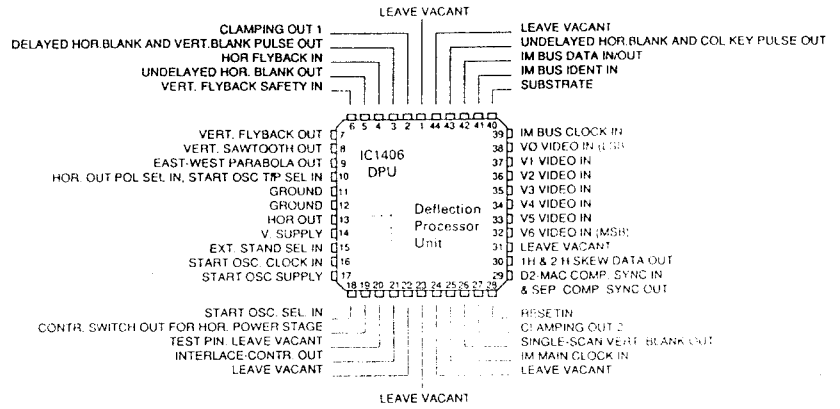 LEAVE VACANT
CLAMPING OUT 1
DELAYED HOR.BLANK AND VERT.BLANK PULSE OUT
HOR FLYBACK IN
UNDELAYED HOR. BLANK OUT
VERT. FLYBACK SAFETY IN
LEAVE VACANT
UNDELAYED HOR.BLANK AND COL KEY PULSE OUT
IM BUS DATA IN/OUT
IM BUS IDENT IN
SUBSTRATE
6 5 4 3 2 1 44 43 42 41 40
VERT. FLYBACK OUT 7
VERT. SAWTOOTH OUT 8
EAST-WEST PARABOLA OUT 9
HOR. OUT POL SEL IN, START OSC TIP SEL IN 10
GROUND 11
GROUND 12
HOR OUT 13
V. SUPPLY 14
EXT. STAND SEL IN 15
START OSC. CLOCK IN 16
START OSC SUPPLY 17
IC1406
DPU
Deflection
Processor
Unit
39 IM BUS CLOCK IN
38 VO VIDEO IN (LSB)
37 V1 VIDEO IN
36 V2 VIDEO IN
35 V3 VIDEO IN
34 V4 VIDEO IN
33 V5 VIDEO IN
32 V6 VIDEO IN (MSB)
31 LEAVE VACANT
30 1H & 2 H SKEW DATA OUT
29 D2-MAC COMP. SYNC IN
& SEP. COMP. SYNC OUT
18 19 20 21 22 23 24 25 26 27 28
START OSC. SEL. IN
CONTR. SWITCH OUT FOR HOR. POWER STAGE
TEST PIN. LEAVE VACANT
INTERLACE-CONTR. OUT
LEAVE VACANT
RESETIN
CLAMPING OUT 2
SINGLE-SCAN VERT. BLANK OUT
IM MAIN CLOCK IN
LEAVE VACANT
LEAVE VACANT